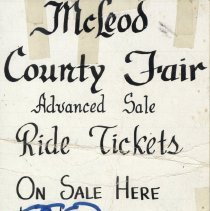 McLeod
County Fair
Advanced Sale
Ride Tickets
On Sale Here